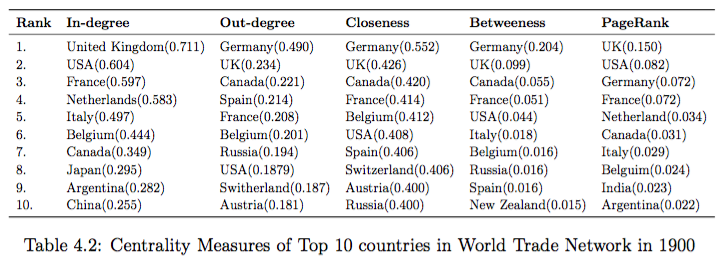 Rank In-degree Out-degree Closeness Betweeness PageRank
1. United Kingdom(0.711) Germany(0.490) Germany(0.552) Germany(0.204) UK(0.150)
2. USA(0.604) UK(0.234) UK(0.426) UK(0.099) USA(0.082)
3. France(0.597) Canada(0.221) Canada(0.420) Canada(0.055) Germany(0.072)
4. Netherlands(0.583) Spain(0.214) France(0.414) France(0.051) France(0.072)
5. Italy(0.497) France(0.208) Belgium(0.412) USA(0.044) Netherland(0.034)
6. Belgium(0.444) Belgium(0.201) USA(0.408) Italy(0.018) Canada(0.031)
7. Canada(0.349) Russia(0.194) Spain(0.406) Belgium(0.016) Italy(0.029)
8. Japan(0.295) USA(0.1879) Switzerland(0.406) Russia(0.016) Belguim(0.024)
9. Argentina(0.282) Switherland(0.187) Austria(0.400) Spain(0.016) India(0.023)
10. China(0.255) Austria(0.181) Russia(0.400) New Zealand(0.015) Argentina(0.022)
Table 4.2: Centrality Measures of Top 10 countries in World Trade Network in 1900